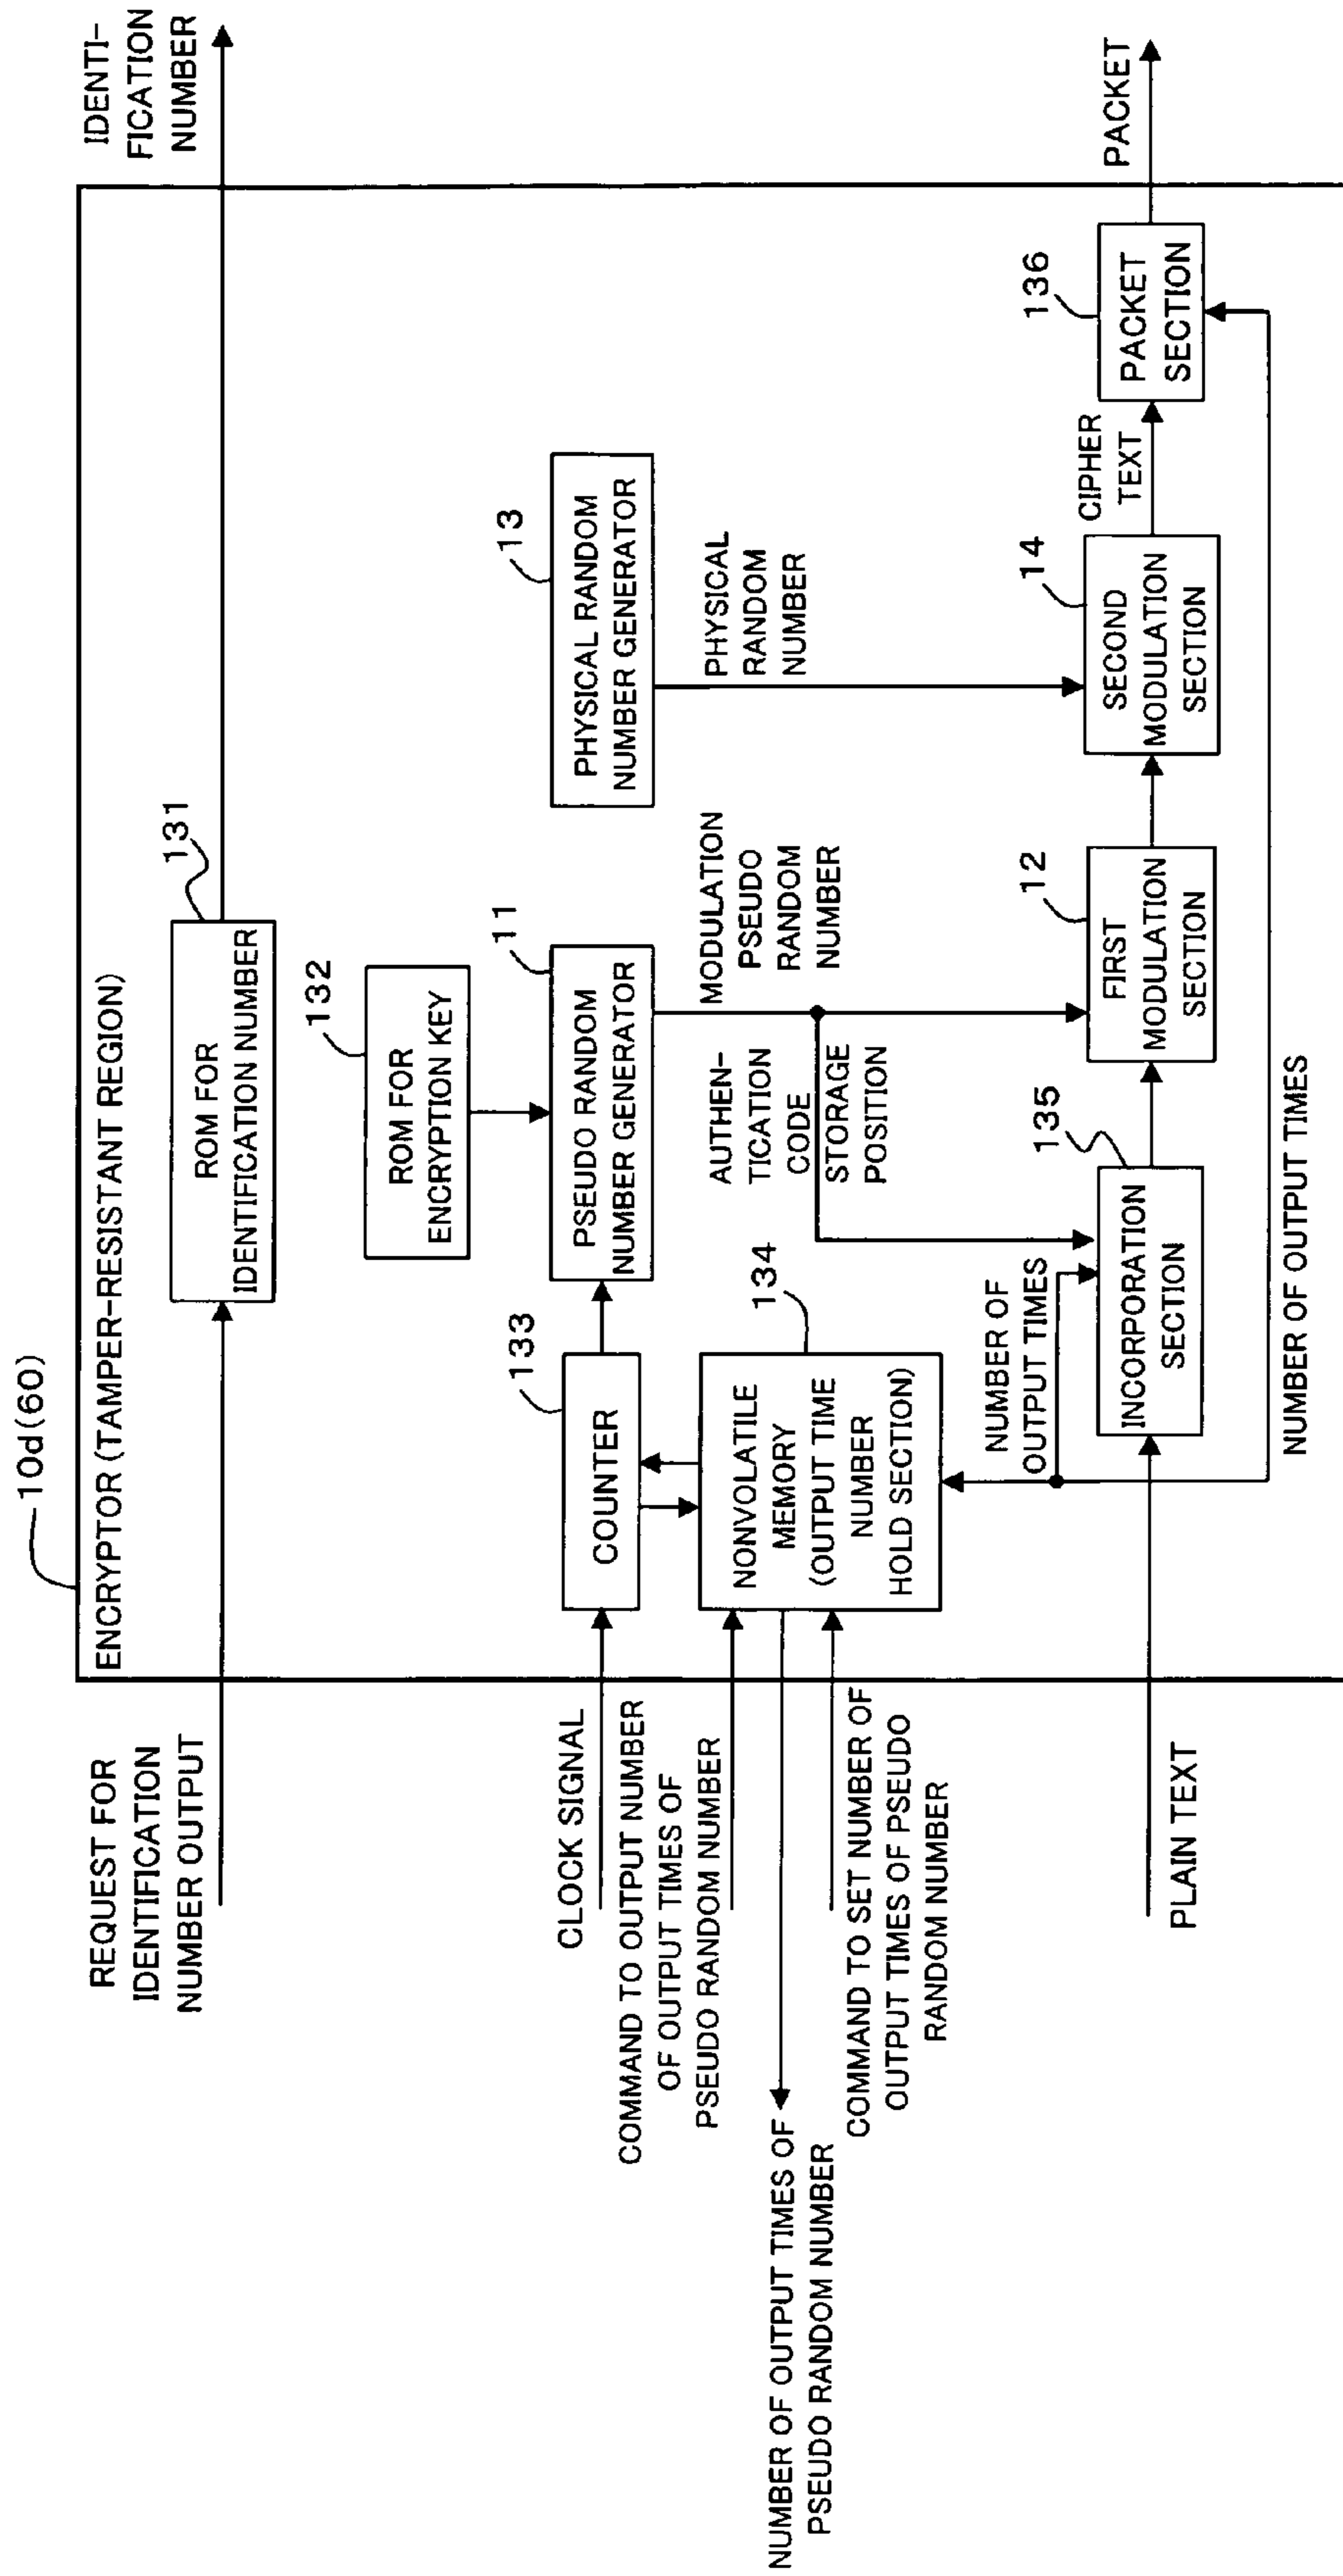 10d(60)
ENCRYPTOR (TAMPER-RESISTANT REGION)
REQUEST FOR
IDENTIFICATION
NUMBER OUTPUT
131
ROM FOR
IDENTIFICATION NUMBER
IDENTI-
FICATION
NUMBER
132
ROM FOR
ENCRYPTION KEY
CLOCK SIGNAL
133
COUNTER
11
PSEUDO RANDOM
NUMBER GENERATOR
13
PHYSICAL RANDOM
NUMBER GENERATOR
COMMAND TO OUTPUT NUMBER
OF OUTPUT TIMES OF
PSEUDO RANDOM NUMBER
NUMBER OF OUTPUT TIMES OF
PSEUDO RANDOM NUMBER
COMMAND TO SET NUMBER OF
OUTPUT TIMES OF PSEUDO
RANDOM NUMBER
134
NONVOLATILE
MEMORY
(OUTPUT TIME
NUMBER
HOLD SECTION)
AUTHEN-
TICATION
CODE
STORAGE
POSITION
MODULATION
PSEUDO
RANDOM
NUMBER
PHYSICAL
RANDOM
NUMBER
NUMBER OF
OUTPUT TIMES
PLAIN TEXT
135
INCORPORATION
SECTION
12
FIRST
MODULATION
SECTION
14
SECOND
MODULATION
SECTION
CIPHER
TEXT
136
PACKET
SECTION
PACKET
NUMBER OF OUTPUT TIMES